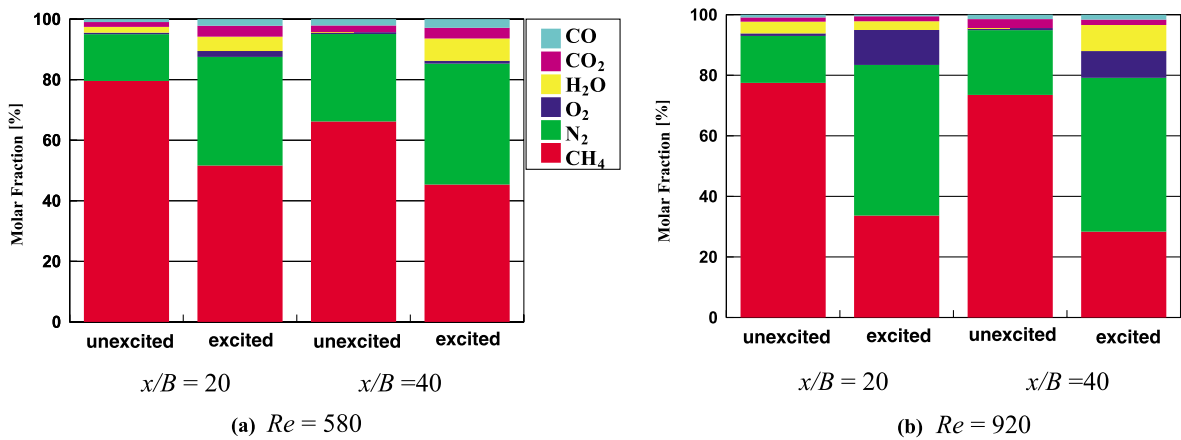 Molar Fraction [%]
100
80
60
40
20
0
unexcited excited unexcited excited
x/B = 20 x/B =40
(a) Re = 580
CO
CO₂
H₂O
O₂
N₂
CH₄
Molar Fraction [%]
100
80
60
40
20
0
unexcited excited unexcited excited
x/B = 20 x/B =40
(b) Re = 920